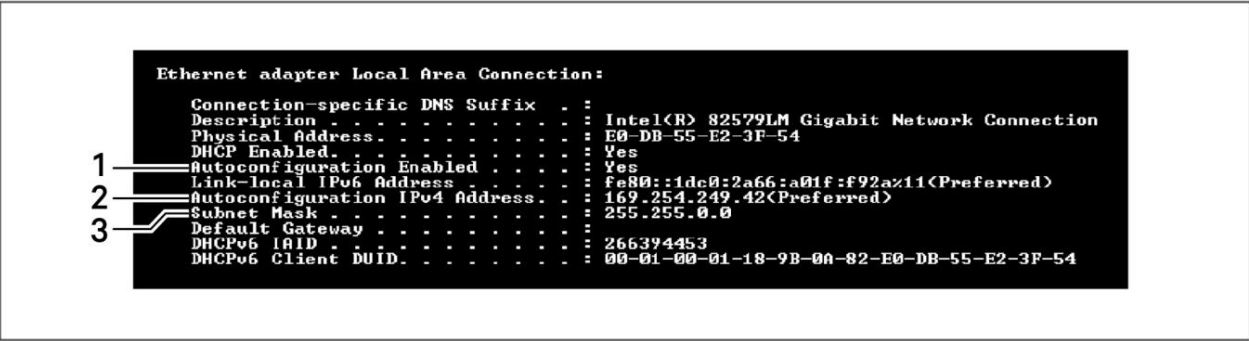 Ethernet adapter Local Area Connection:
Connection-specific DNS Suffix . :
Description . . . . . . . . . . . : Intel(R) 82579LM Gigabit Network Connection
Physical Address. . . . . . . . . : E0-DB-55-E2-3F-54
DHCP Enabled. . . . . . . . . . . : Yes
1 Autoconfiguration Enabled . . . . : Yes
Link-local IPv6 Address . . . . . : fe80::1dc0:2a66:a01f:f92a%11(Preferred)
2 Autoconfiguration IPv4 Address. . : 169.254.249.42(Preferred)
3 Subnet Mask . . . . . . . . . . . : 255.255.0.0
Default Gateway . . . . . . . . . :
DHCPv6 IAID . . . . . . . . . . . : 266394453
DHCPv6 Client DUID. . . . . . . . : 00-01-00-01-18-9B-0A-82-E0-DB-55-E2-3F-54